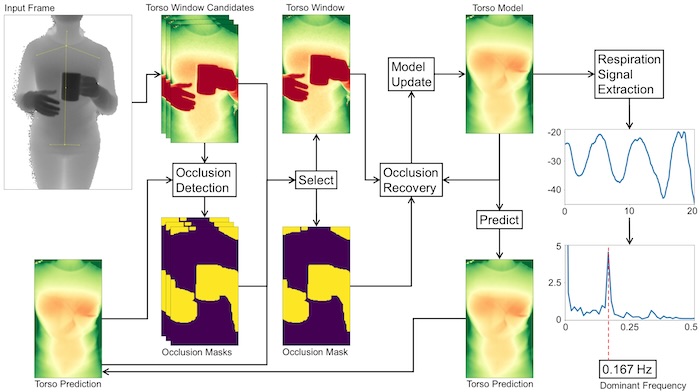 Input Frame
Torso Window Candidates
Torso Window
Torso Model
Model
Update
Respiration
Signal
Extraction
Occlusion
Detection
Select
Occlusion
Recovery
Predict
-20
-30
-40
0
10
20
5
2.5
0
0
0.25
0.5
0.167 Hz
Dominant Frequency
Torso Prediction
Occlusion Masks
Occlusion Mask
Torso Prediction